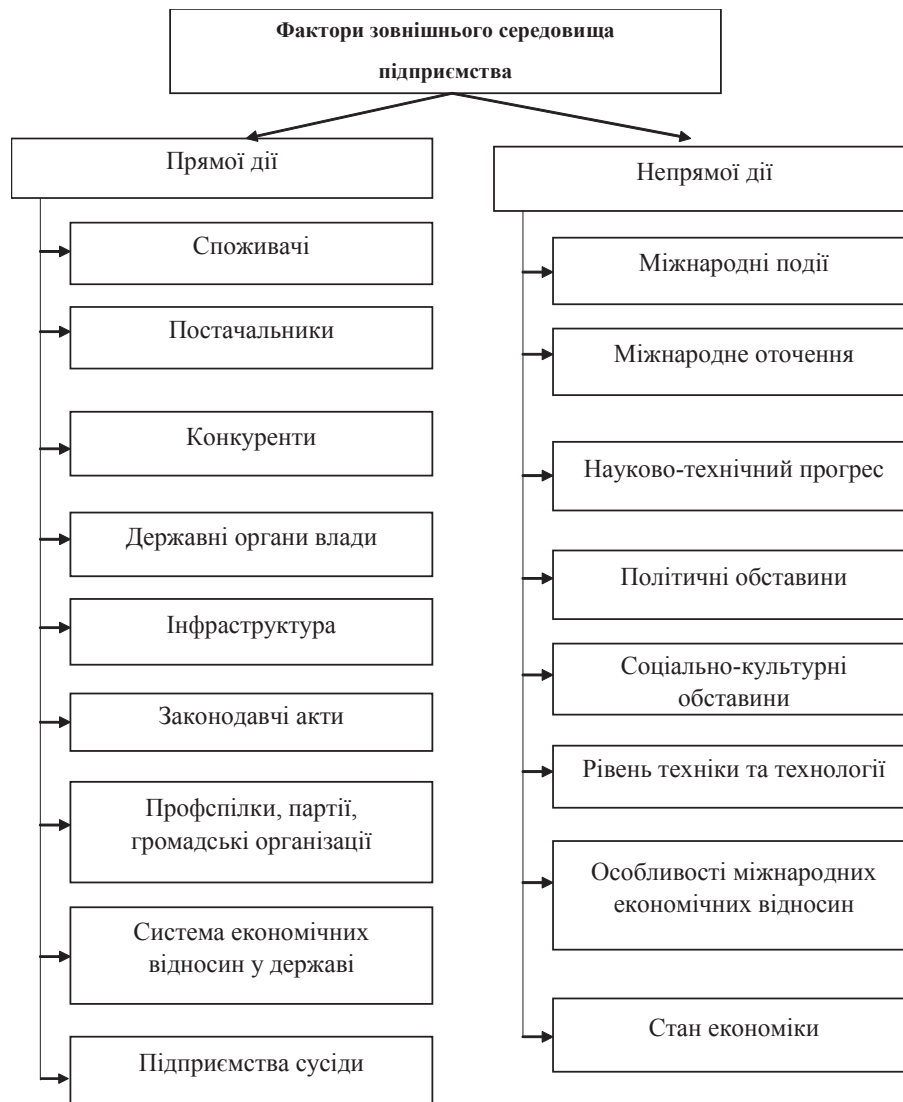 Фактори зовнішнього середовища
підприємства
Прямої дії
Споживачі
Постачальники
Конкуренти
Державні органи влади
Інфраструктура
Законодавчі акти
Профспілки, партії,
громадські організації
Система економічних
відносин у державі
Підприємства сусіди
Непрямої дії
Міжнародні події
Міжнародне оточення
Науково-технічний прогрес
Політичні обставини
Соціально-культурні
обставини
Рівень техніки та технології
Особливості міжнародних
економічних відносин
Стан економіки